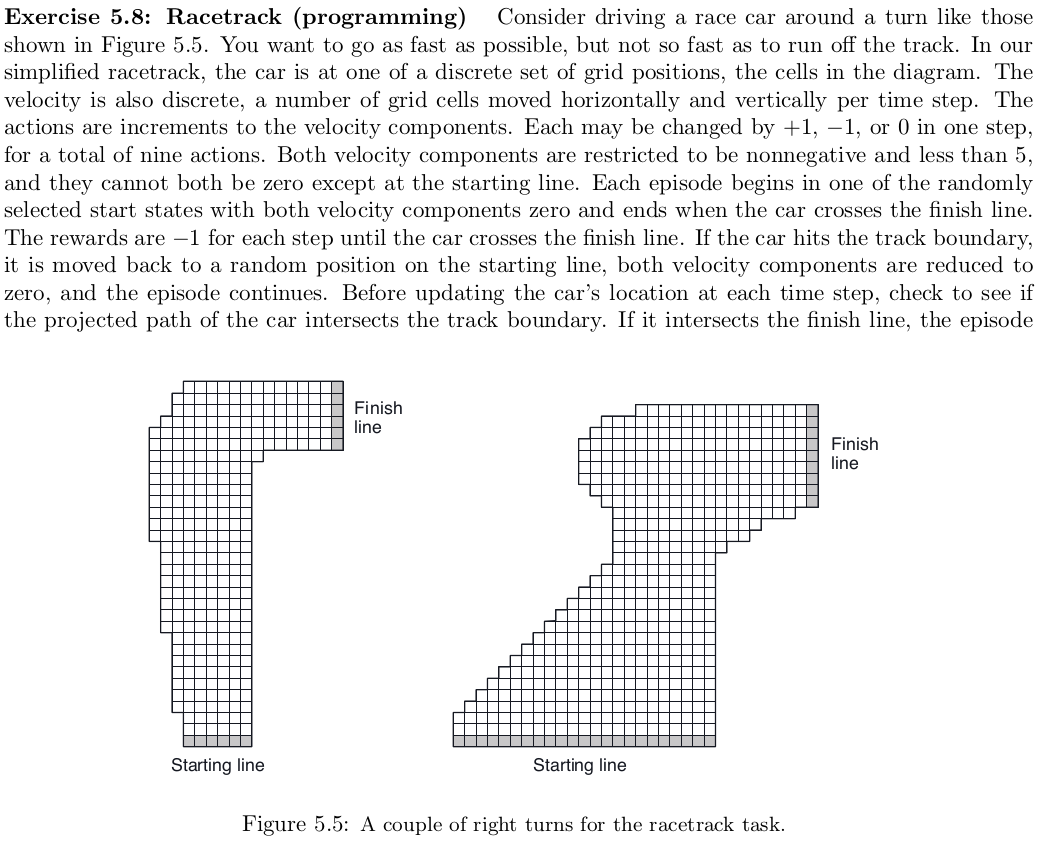 Exercise 5.8: Racetrack (programming) Consider driving a race car around a turn like those
shown in Figure 5.5. You want to go as fast as possible, but not so fast as to run off the track. In our
simplified racetrack, the car is at one of a discrete set of grid positions, the cells in the diagram. The
velocity is also discrete, a number of grid cells moved horizontally and vertically per time step. The
actions are increments to the velocity components. Each may be changed by +1, −1, or 0 in one step,
for a total of nine actions. Both velocity components are restricted to be nonnegative and less than 5,
and they cannot both be zero except at the starting line. Each episode begins in one of the randomly
selected start states with both velocity components zero and ends when the car crosses the finish line.
The rewards are −1 for each step until the car crosses the finish line. If the car hits the track boundary,
it is moved back to a random position on the starting line, both velocity components are reduced to
zero, and the episode continues. Before updating the car's location at each time step, check to see if
the projected path of the car intersects the track boundary. If it intersects the finish line, the episode
Finish
line
Finish
line
Starting line
Starting line
Figure 5.5: A couple of right turns for the racetrack task.